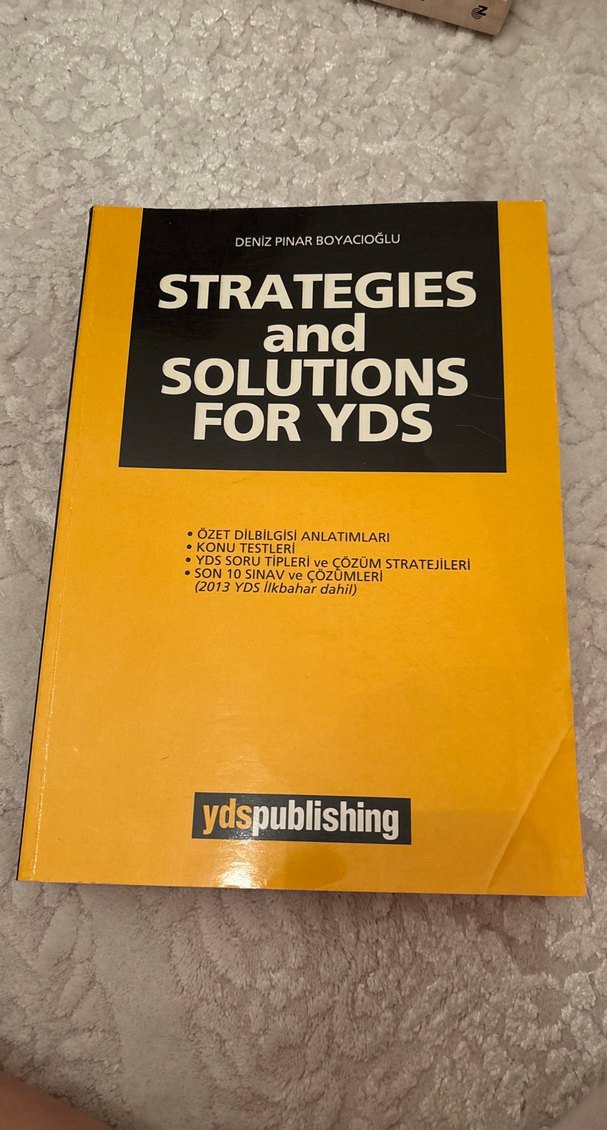 DENİZ PINAR BOYACIOĞLU
STRATEGIES
and
SOLUTIONS
FOR YDS
• ÖZET DİLBİLGİSİ ANLATIMLARI
• KONU TESTLERİ
• YDS SORU TİPLERİ ve ÇÖZÜM STRATEJİLERİ
• SON 10 SINAV ve ÇÖZÜMLERİ
(2013 YDS İlkbahar dahil)
ydspublishing